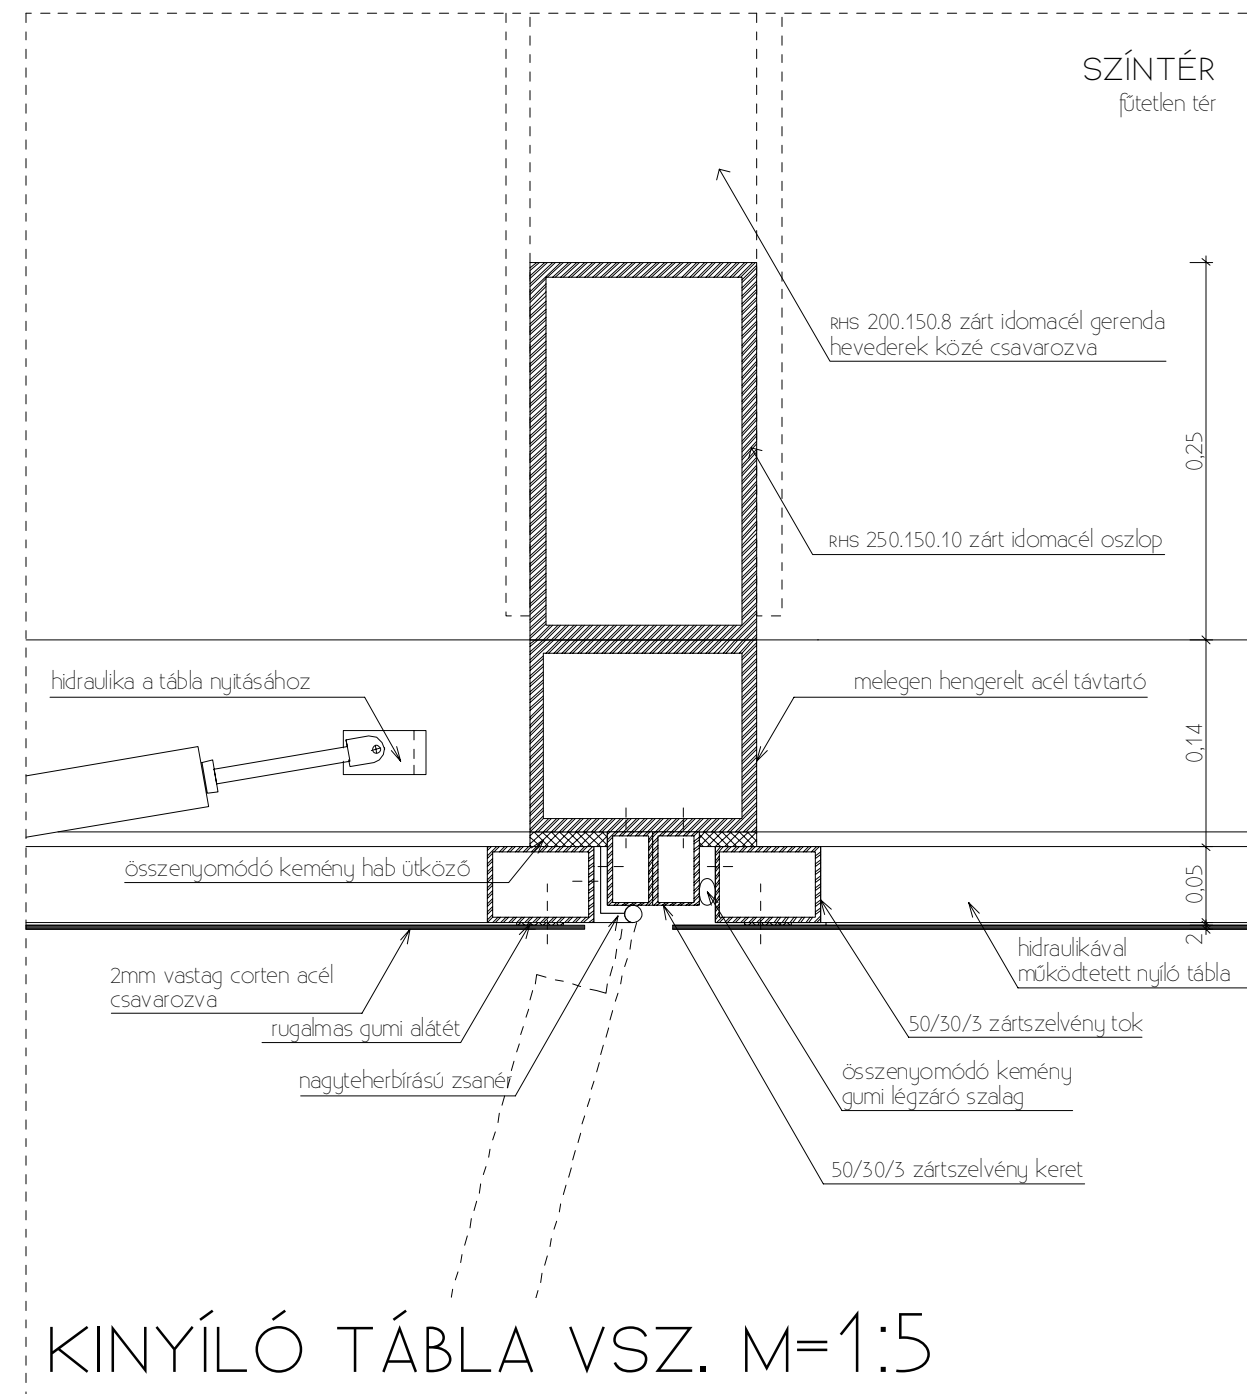 SZÍNTÉR
fűtetlen tér
RHS 200.150.8 zárt idomacél gerenda
hevederek közé csavarozva
0,25
RHS 250.150.10 zárt idomacél oszlop
hidraulika a tábla nyitásához
melegen hengerelt acél távtartó
0,14
összenyomódó kemény hab ütköző
0,05
2
hidraulikával
működtetett nyíló tábla
2mm vastag corten acél
csavarozva
rugalmas gumi alátét
50/30/3 zártszelvény tok
nagyteherbírású zsanér
összenyomódó kemény
gumi légzáró szalag
50/30/3 zártszelvény keret
KINYÍLÓ TÁBLA VSZ. M=1:5